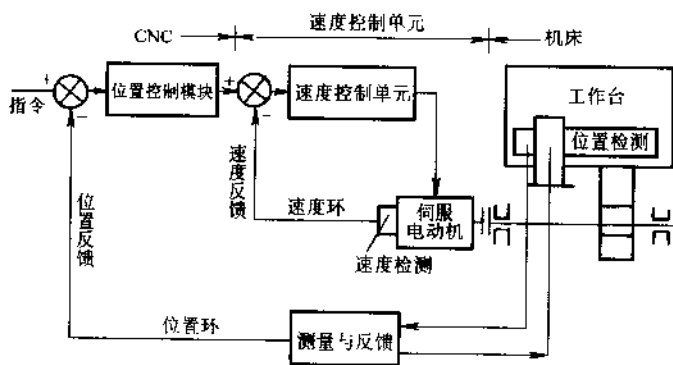 CNC
速度控制单元
机床
+
指令
−
位置控制模块
+
−
速度控制单元
工作台
位置检测
速度反馈
位置反馈
速度环
伺服
电动机
速度检测
位置环
测量与反馈